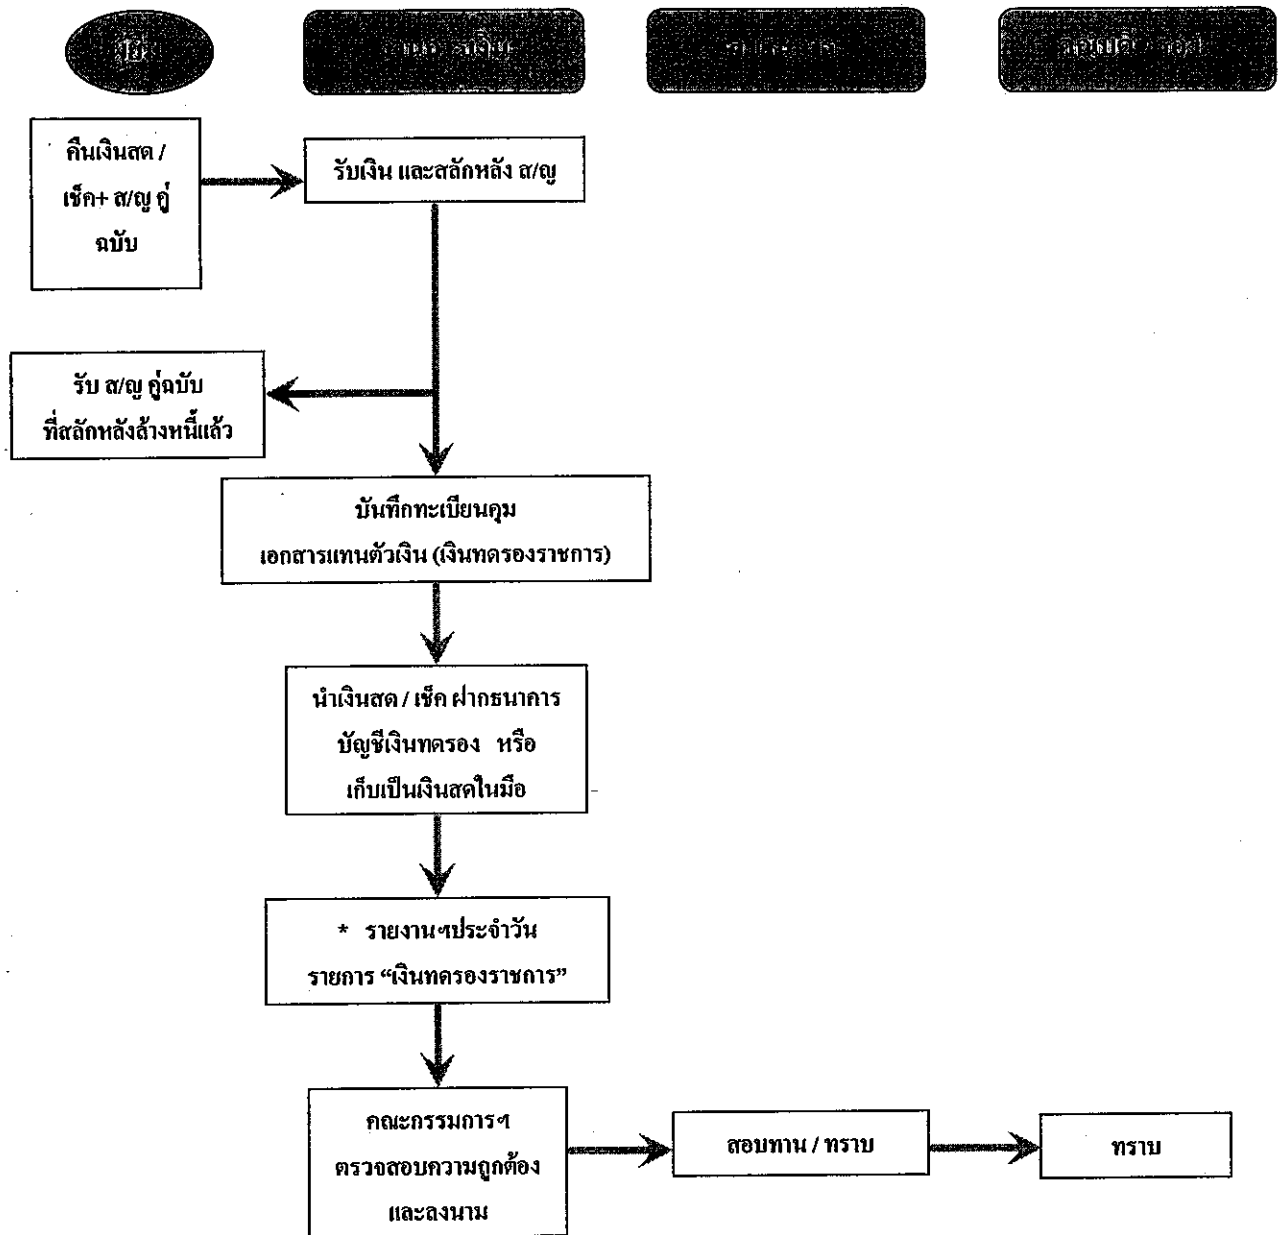 คืนเงินสด /
เช็ค+ ส/ญ คู่
ฉบับ
รับเงิน และสลักหลัง ส/ญ
รับ ส/ญ คู่ฉบับ
ที่สลักหลังล้างหนี้แล้ว
บันทึกทะเบียนคุม
เอกสารแทนตัวเงิน (เงินทดรองราชการ)
นำเงินสด / เช็ค ฝากธนาคาร
บัญชีเงินทดรอง หรือ
เก็บเป็นเงินสดในมือ
* รายงานฯประจำวัน
รายการ “เงินทดรองราชการ”
คณะกรรมการฯ
ตรวจสอบความถูกต้อง
และลงนาม
สอบทาน / ทราบ
ทราบ